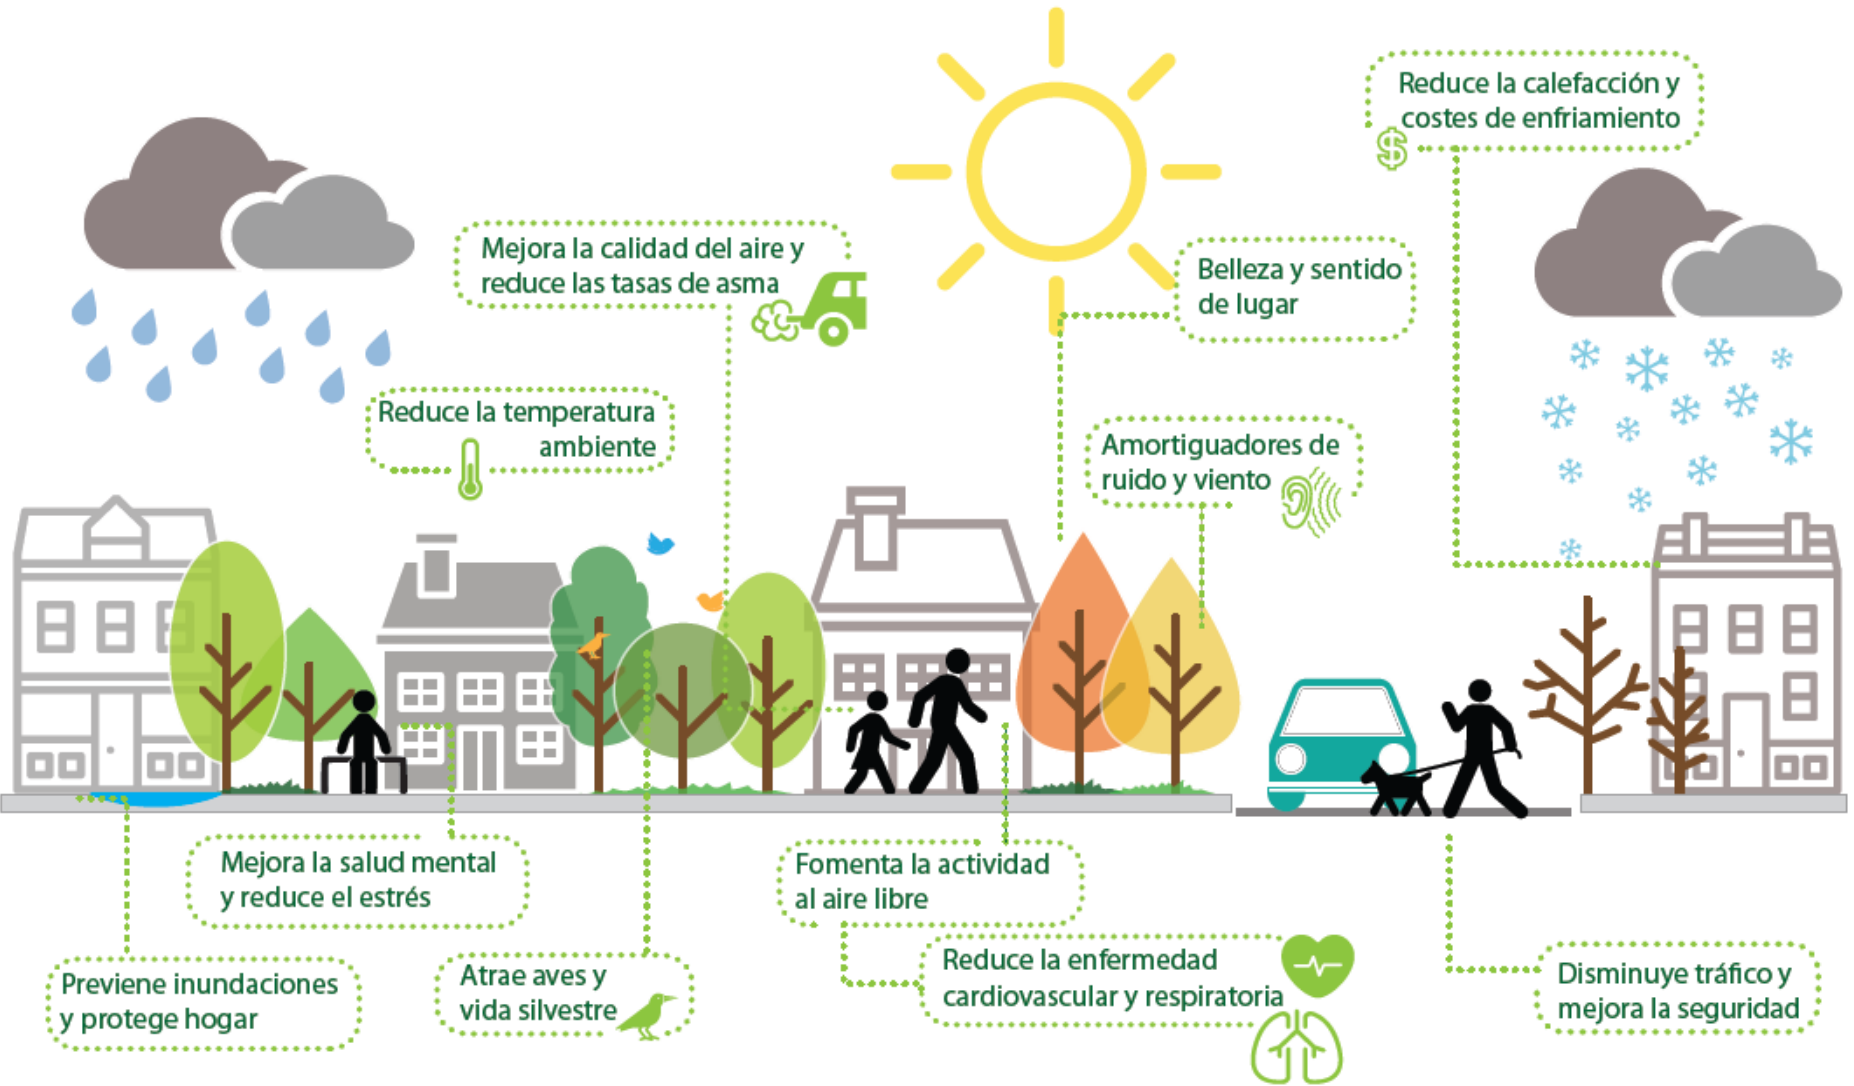 Reduce la calefacción y
costes de enfriamiento
$
Mejora la calidad del aire y
reduce las tasas de asma
Belleza y sentido
de lugar
Reduce la temperatura
ambiente
Amortiguadores de
ruido y viento
Mejora la salud mental
y reduce el estrés
Fomenta la actividad
al aire libre
Previene inundaciones
y protege hogar
Atrae aves y
vida silvestre
Reduce la enfermedad
cardiovascular y respiratoria
Disminuye tráfico y
mejora la seguridad